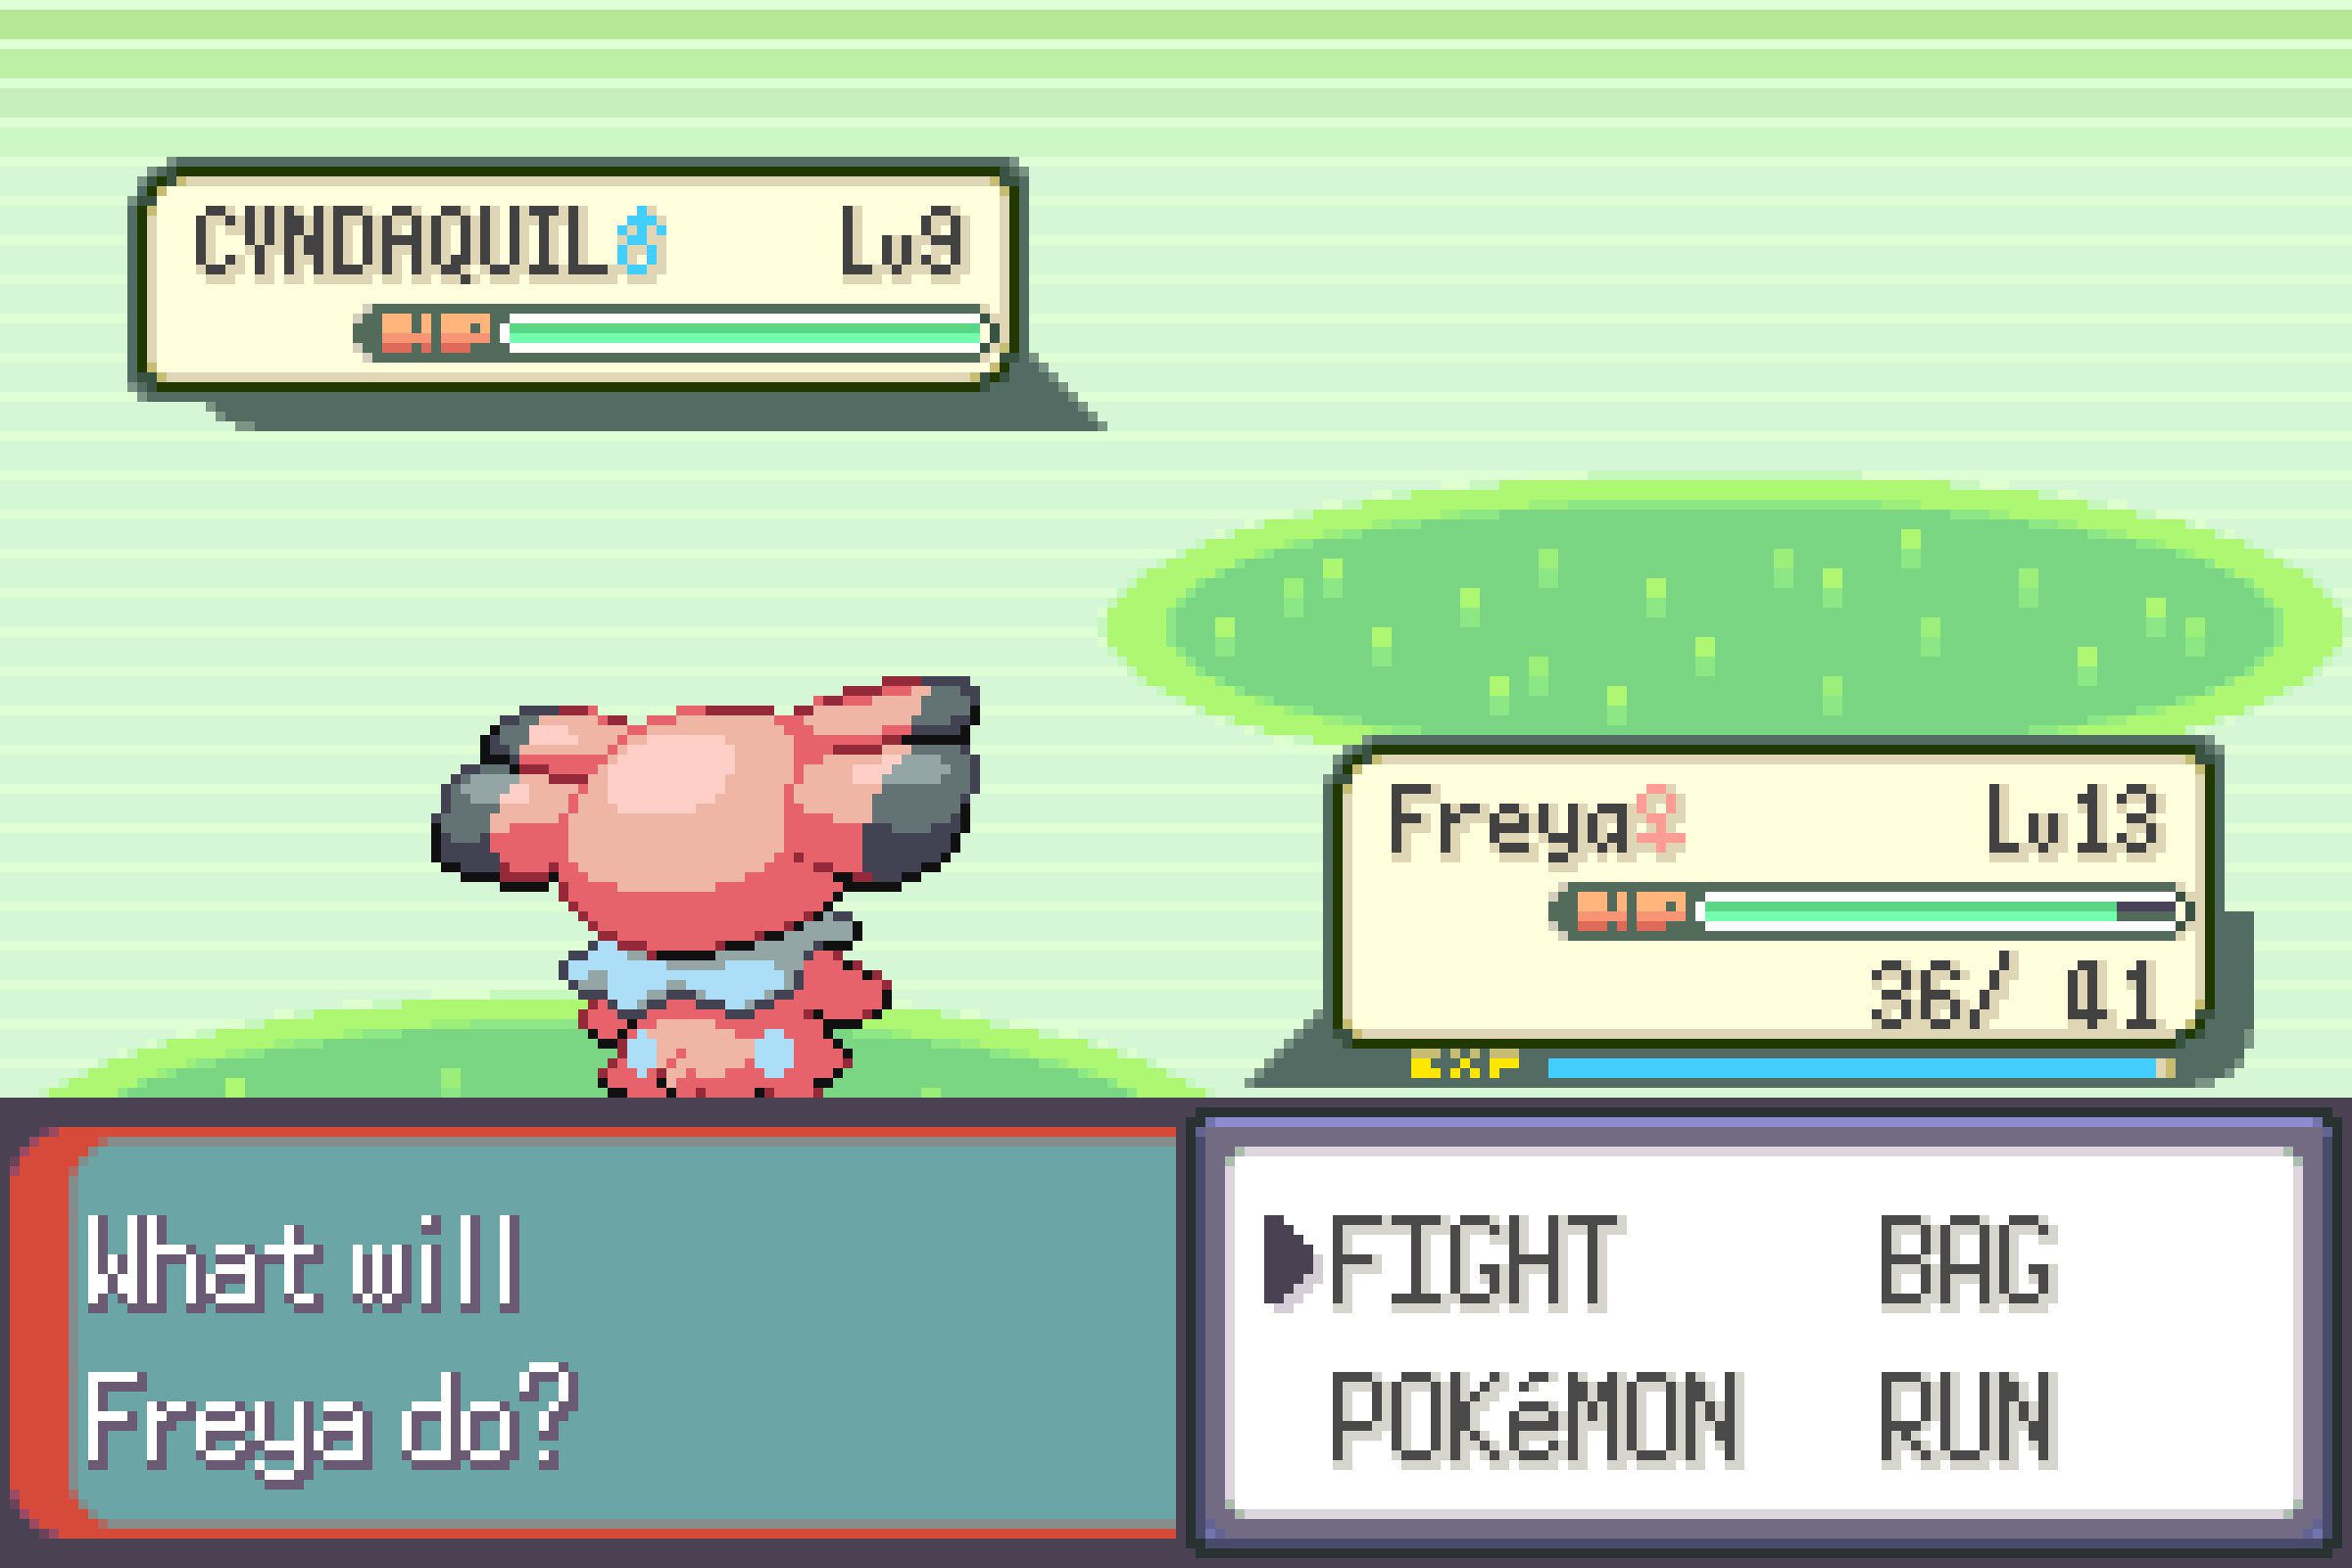 CYNDAQUIL♂ Lv9
HP
Freya♀ Lv13
HP
36/ 41
EXP
What will
Freya do?
FIGHT BAG
POKéMON RUN